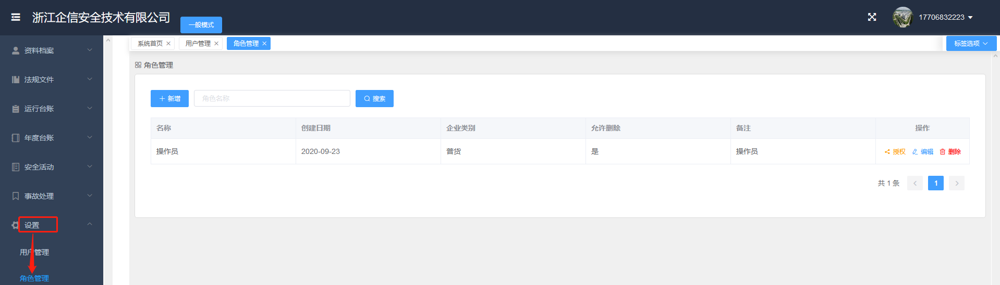 浙江企信安全技术有限公司
一般模式
17706832223
资料档案
法规文件
运行台账
年度台账
安全活动
事故处理
设置
用户管理
角色管理
系统首页
用户管理
角色管理
标签选项
角色管理
新增
角色名称
搜索
名称 创建日期 企业类别 允许删除 备注 操作
操作员 2020-09-23 普货 是 操作员 授权 编辑 删除
共 1 条
1